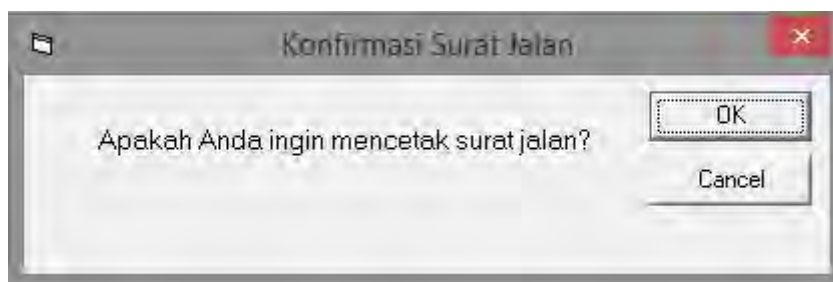 Konfirmasi Surat Jalan
Apakah Anda ingin mencetak surat jalan?
OK
Cancel